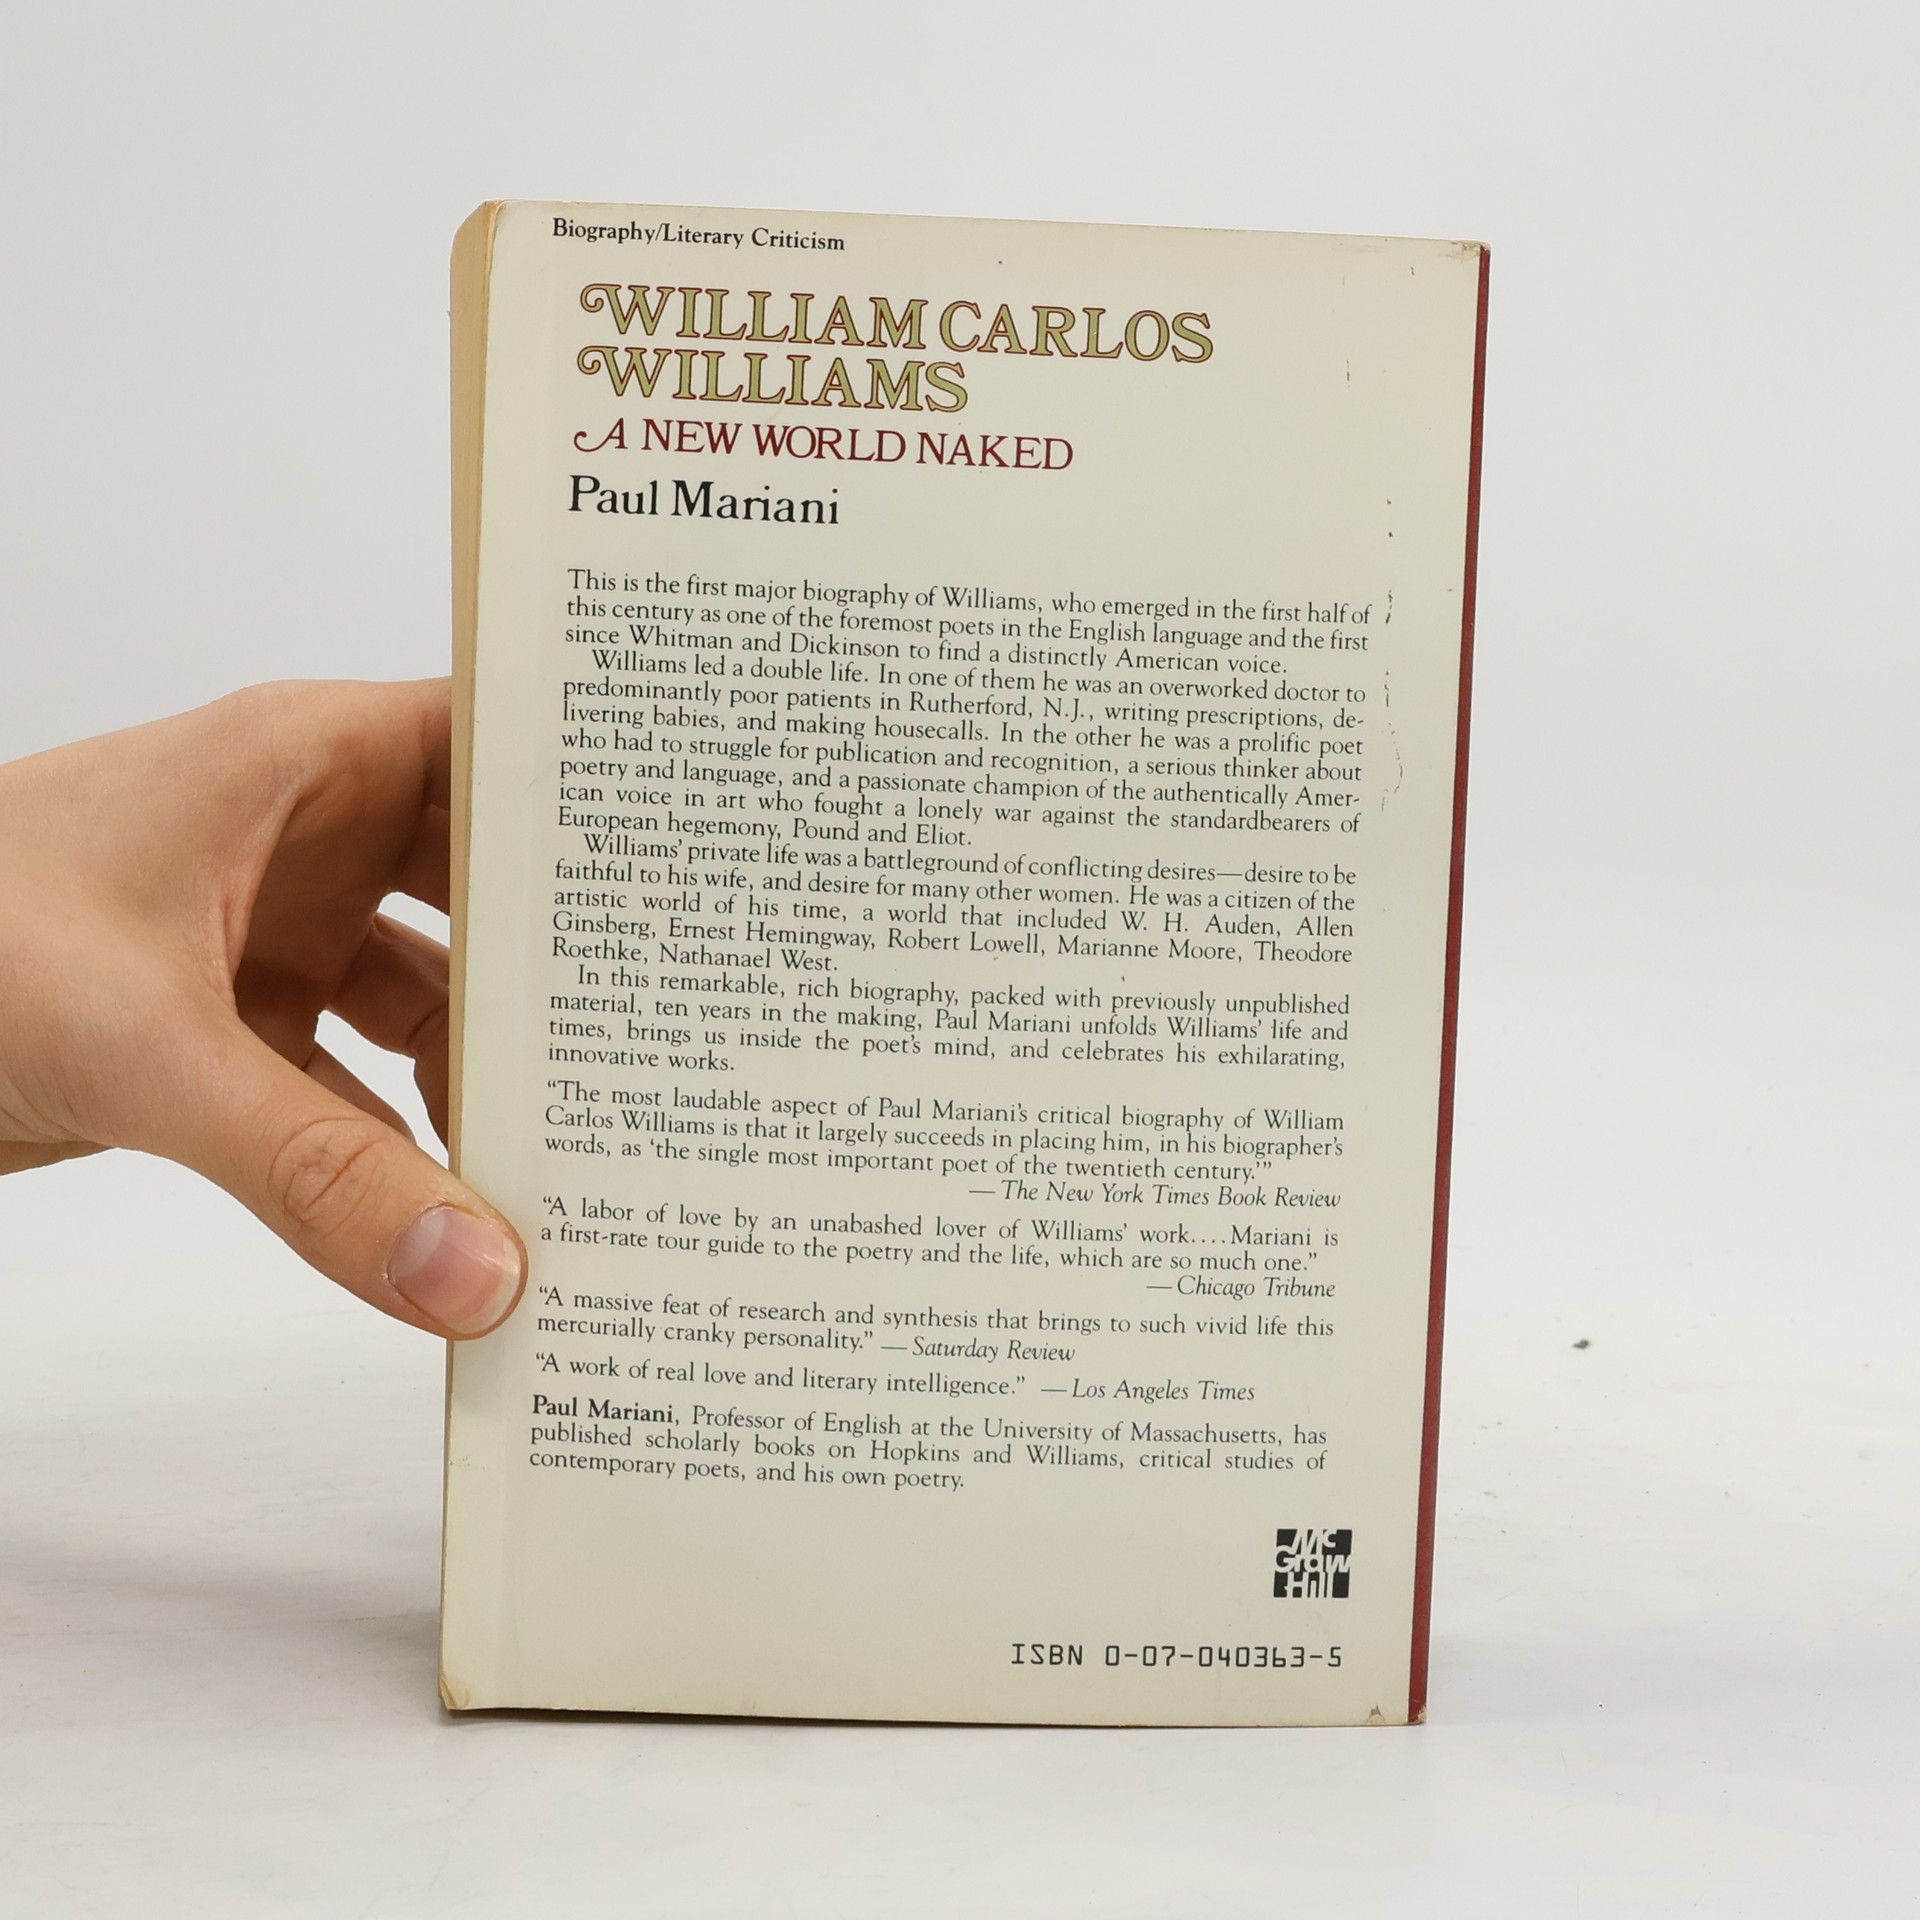 Biography/Literary Criticism
WILLIAM CARLOS
WILLIAMS
A NEW WORLD NAKED
Paul Mariani
This is the first major biography of Williams, who emerged in the first half of
this century as one of the foremost poets in the English language and the first
since Whitman and Dickinson to find a distinctly American voice.
Williams led a double life. In one of them he was an overworked doctor to
predominantly poor patients in Rutherford, N.J., writing prescriptions, de-
livering babies, and making housecalls. In the other he was a prolific poet
who had to struggle for publication and recognition, a serious thinker about
poetry and language, and a passionate champion of the authentically Amer-
ican voice in art who fought a lonely war against the standardbearers of
European hegemony, Pound and Eliot.
Williams' private life was a battleground of conflicting desires—desire to be
faithful to his wife, and desire for many other women. He was a citizen of the
artistic world of his time, a world that included W. H. Auden, Allen
Ginsberg, Ernest Hemingway, Robert Lowell, Marianne Moore, Theodore
Roethke, Nathanael West.
In this remarkable, rich biography, packed with previously unpublished
material, ten years in the making, Paul Mariani unfolds Williams' life and
times, brings us inside the poet's mind, and celebrates his exhilarating,
innovative works.
“The most laudable aspect of Paul Mariani's critical biography of William
Carlos Williams is that it largely succeeds in placing him, in his biographer's
words, as ‘the single most important poet of the twentieth century.’”
— The New York Times Book Review
“A labor of love by an unabashed lover of Williams' work....Mariani is
a first-rate tour guide to the poetry and the life, which are so much one.”
— Chicago Tribune
“A massive feat of research and synthesis that brings to such vivid life this
mercurially cranky personality.” — Saturday Review
“A work of real love and literary intelligence.” — Los Angeles Times
Paul Mariani, Professor of English at the University of Massachusetts, has
published scholarly books on Hopkins and Williams, critical studies of
contemporary poets, and his own poetry.
Mc
Graw
Hill
ISBN 0-07-040363-5